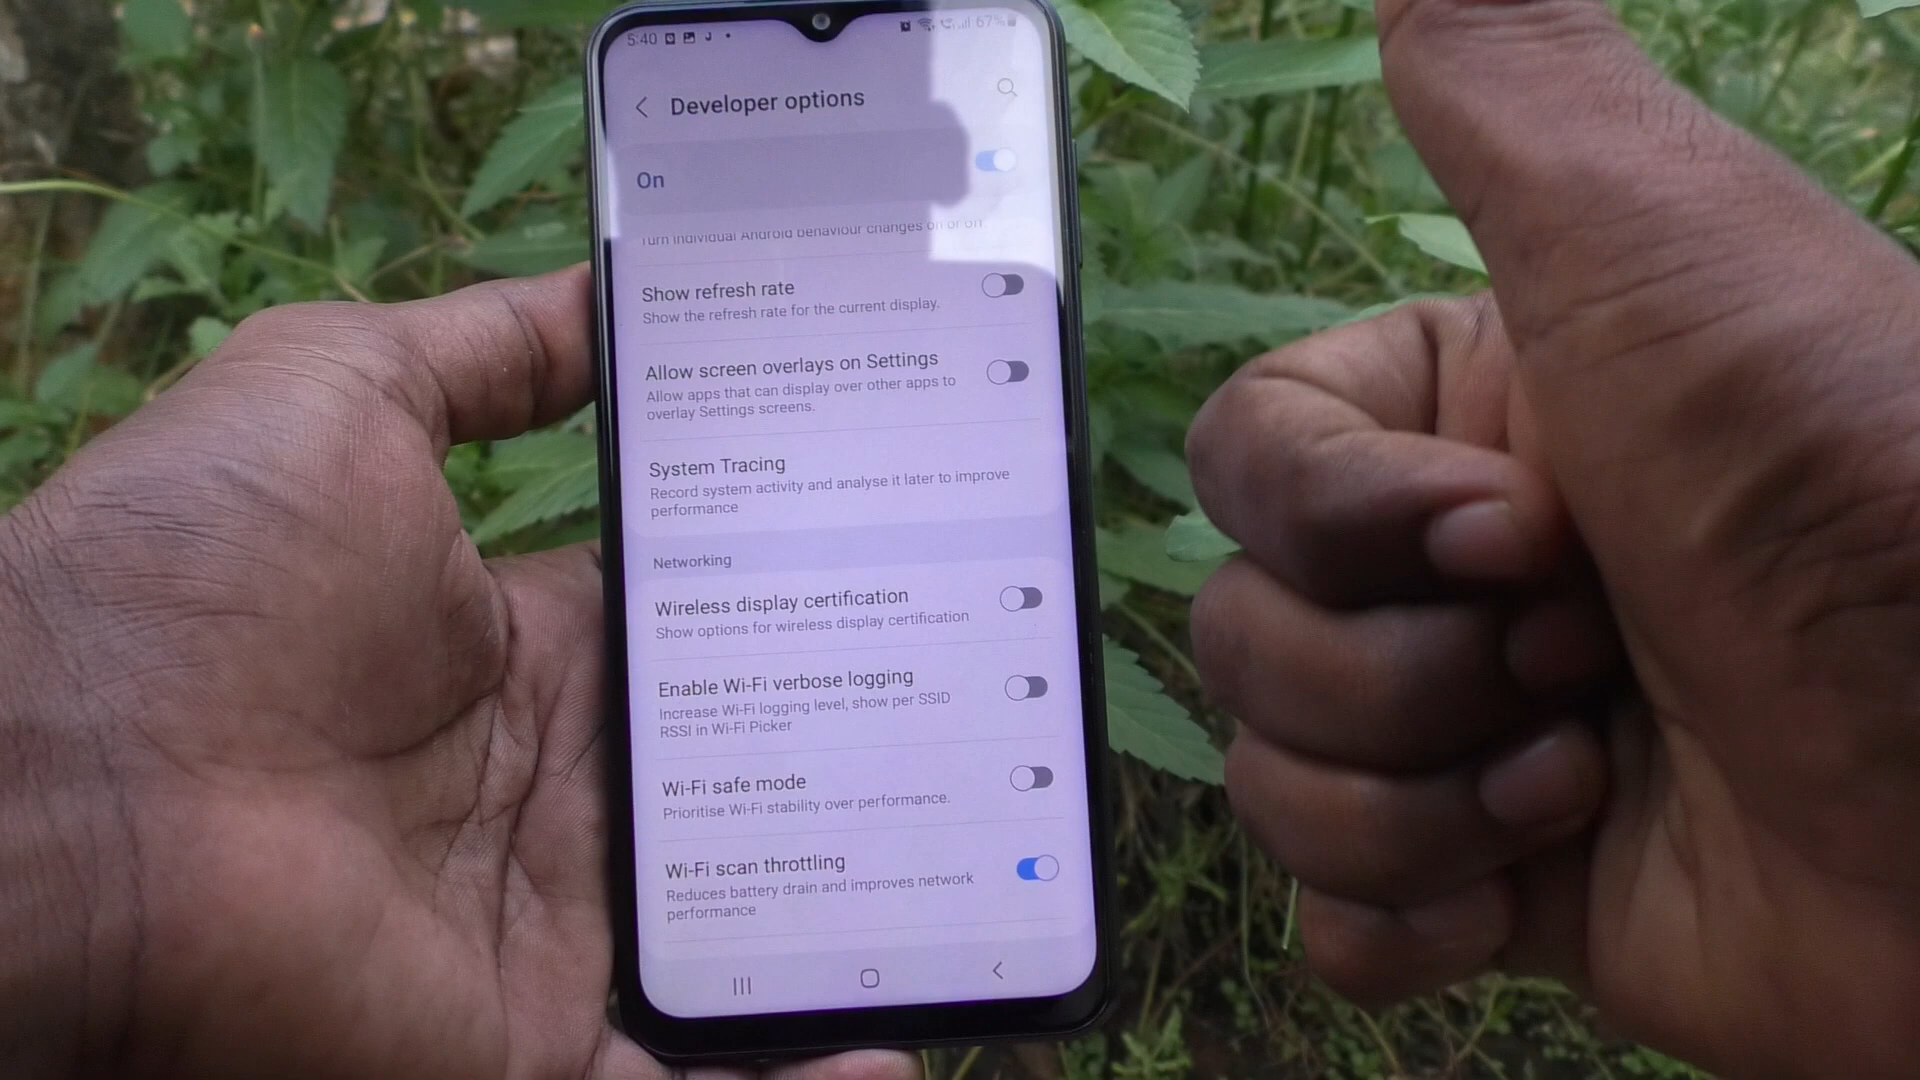 5:40
67%
Developer options
On
Turn individual Android behaviour changes on or off.
Show refresh rate
Show the refresh rate for the current display.
Allow screen overlays on Settings
Allow apps that can display over other apps to
overlay Settings screens.
System Tracing
Record system activity and analyse it later to improve
performance
Networking
Wireless display certification
Show options for wireless display certification
Enable Wi-Fi verbose logging
Increase Wi-Fi logging level, show per SSID
RSSI in Wi-Fi Picker
Wi-Fi safe mode
Prioritise Wi-Fi stability over performance.
Wi-Fi scan throttling
Reduces battery drain and improves network
performance